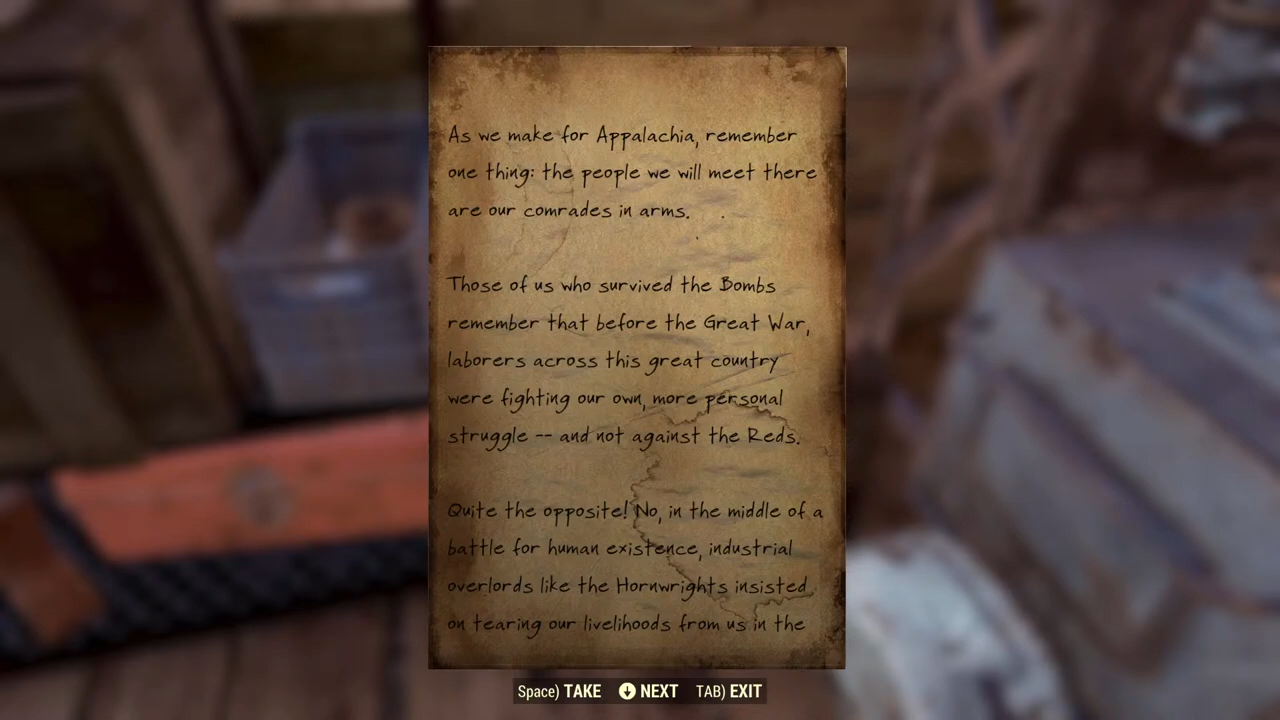 As we make for Appalachia, remember
one thing: the people we will meet there
are our comrades in arms.
Those of us who survived the Bombs
remember that before the Great War,
laborers across this great country
were fighting our own, more personal
struggle -- and not against the Reds.
Quite the opposite! No, in the middle of a
battle for human existence, industrial
overlords like the Hornwrights insisted
on tearing our livelihoods from us in the
Space) TAKE NEXT TAB) EXIT